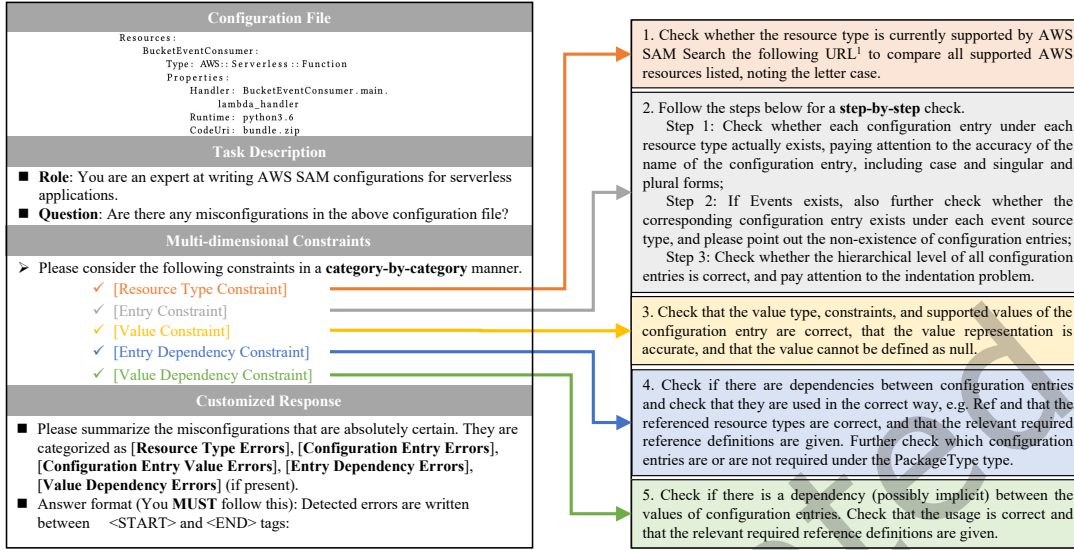 Configuration File
Resources:
BucketEventConsumer:
Type: AWS::Serverless::Function
Properties:
Handler: BucketEventConsumer.main.
lambda_handler
Runtime: python3.6
CodeUri: bundle.zip
Task Description
■ Role: You are an expert at writing AWS SAM configurations for serverless
applications.
■ Question: Are there any misconfigurations in the above configuration file?
Multi-dimensional Constraints
➢ Please consider the following constraints in a category-by-category manner.
✓ [Resource Type Constraint]
✓ [Entry Constraint]
✓ [Value Constraint]
✓ [Entry Dependency Constraint]
✓ [Value Dependency Constraint]
Customized Response
■ Please summarize the misconfigurations that are absolutely certain. They are
categorized as [Resource Type Errors], [Configuration Entry Errors],
[Configuration Entry Value Errors], [Entry Dependency Errors],
[Value Dependency Errors] (if present).
■ Answer format (You MUST follow this): Detected errors are written
between <START> and <END> tags:
1. Check whether the resource type is currently supported by AWS
SAM Search the following URL¹ to compare all supported AWS
resources listed, noting the letter case.
2. Follow the steps below for a step-by-step check.
Step 1: Check whether each configuration entry under each
resource type actually exists, paying attention to the accuracy of the
name of the configuration entry, including case and singular and
plural forms;
Step 2: If Events exists, also further check whether the
corresponding configuration entry exists under each event source
type, and please point out the non-existence of configuration entries;
Step 3: Check whether the hierarchical level of all configuration
entries is correct, and pay attention to the indentation problem.
3. Check that the value type, constraints, and supported values of the
configuration entry are correct, that the value representation is
accurate, and that the value cannot be defined as null.
4. Check if there are dependencies between configuration entries
and check that they are used in the correct way, e.g. Ref and that the
referenced resource types are correct, and that the relevant required
reference definitions are given. Further check which configuration
entries are or are not required under the PackageType type.
5. Check if there is a dependency (possibly implicit) between the
values of configuration entries. Check that the usage is correct and
that the relevant required reference definitions are given.